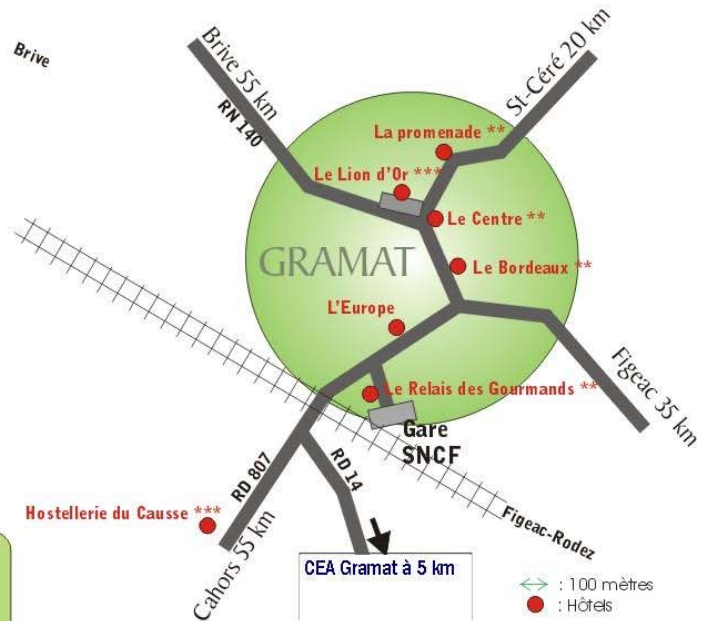 Brive
Brive 55 km
RN 140
St-Céré 20 km
La promenade **
Le Lion d'Or ***
Le Centre **
GRAMAT
Le Bordeaux **
L'Europe
Figeac 35 km
Le Relais des Gourmands **
Gare
SNCF
RD 807
RD 14
Hostellerie du Causse ***
Cahors 55 km
Figeac-Rodez
CEA Gramat à 5 km
: 100 mètres
: Hôtels